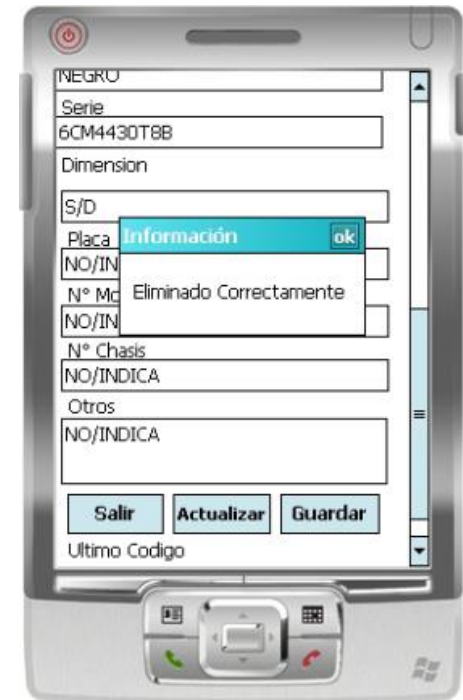 NEGRO
Serie
6CM4430T8B
Dimension
S/D
Información ok
Placa
NO/IN
Eliminado Correctamente
NO/IN
N° Chasis
NO/INDICA
Otros
NO/INDICA
Salir Actualizar Guardar
Ultimo Codigo